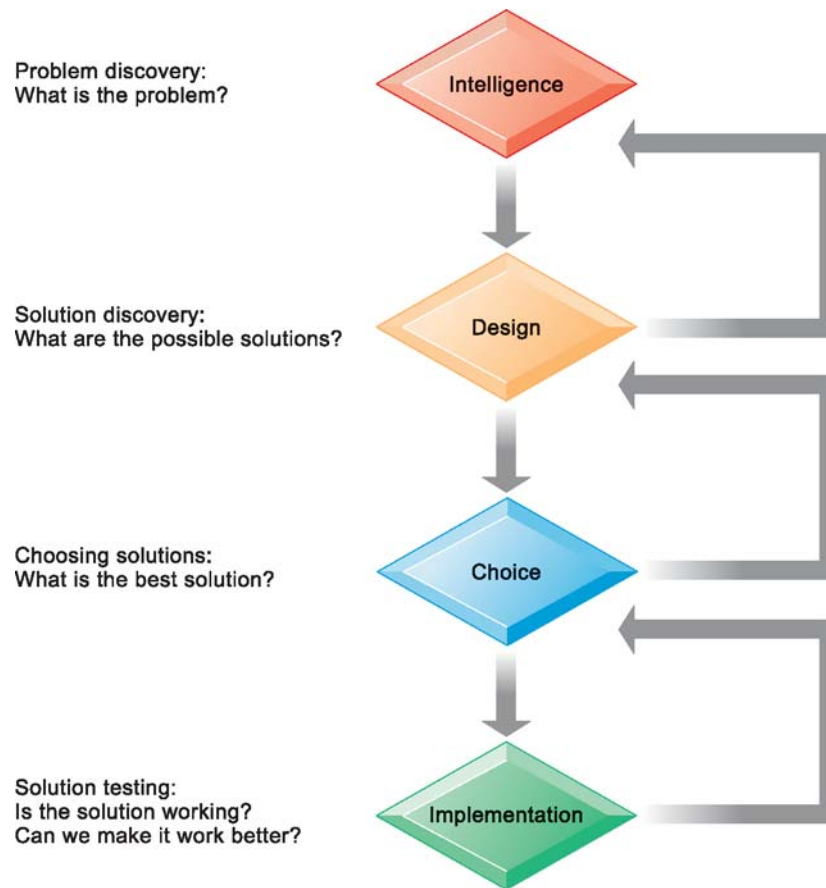 Problem discovery:
What is the problem?
Intelligence
Solution discovery:
What are the possible solutions?
Design
Choosing solutions:
What is the best solution?
Choice
Solution testing:
Is the solution working?
Can we make it work better?
Implementation